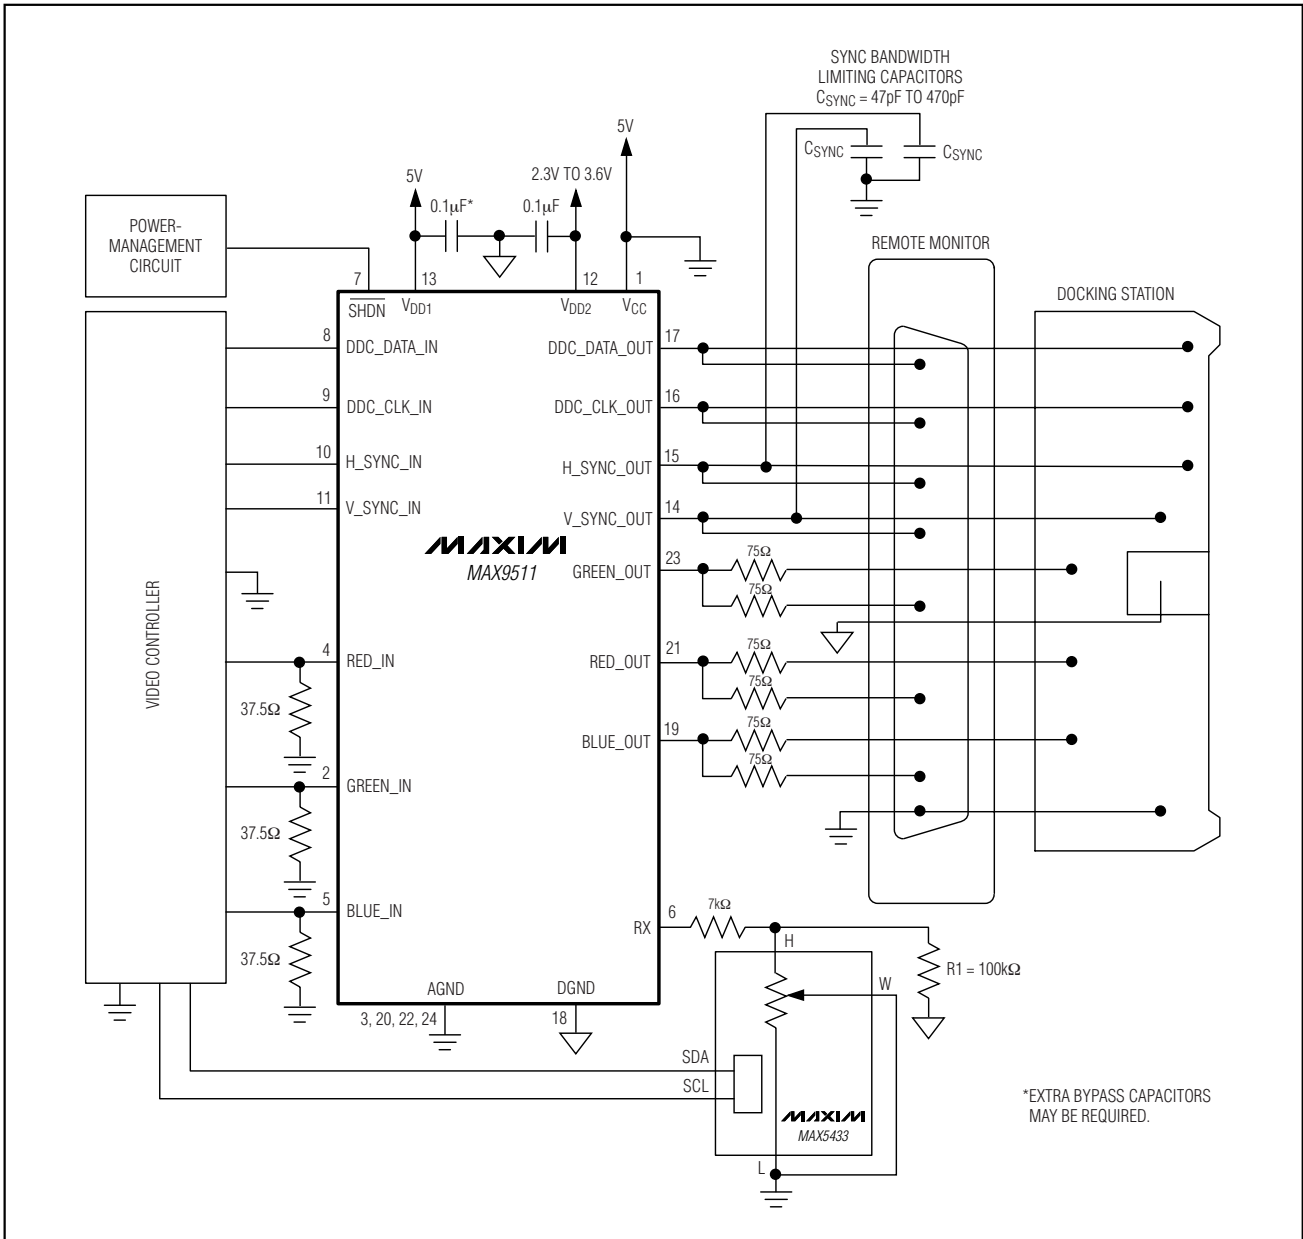 SYNC BANDWIDTH
LIMITING CAPACITORS
CSYNC = 47pF TO 470pF
5V
CSYNC
CSYNC
5V
2.3V TO 3.6V
0.1µF*
0.1µF
POWER-
MANAGEMENT
CIRCUIT
REMOTE MONITOR
DOCKING STATION
7
13
12
1
SHDN
VDD1
VDD2
VCC
8
DDC_DATA_IN
DDC_DATA_OUT
17
9
DDC_CLK_IN
DDC_CLK_OUT
16
10
H_SYNC_IN
H_SYNC_OUT
15
11
V_SYNC_IN
V_SYNC_OUT
14
MAXIM
MAX9511
GREEN_OUT
23
75Ω
75Ω
VIDEO CONTROLLER
4
RED_IN
RED_OUT
21
75Ω
75Ω
37.5Ω
BLUE_OUT
19
75Ω
75Ω
2
GREEN_IN
37.5Ω
5
BLUE_IN
37.5Ω
RX
6
7kΩ
H
R1 = 100kΩ
W
AGND
DGND
3, 20, 22, 24
18
SDA
SCL
MAXIM
MAX5433
L
*EXTRA BYPASS CAPACITORS
MAY BE REQUIRED.